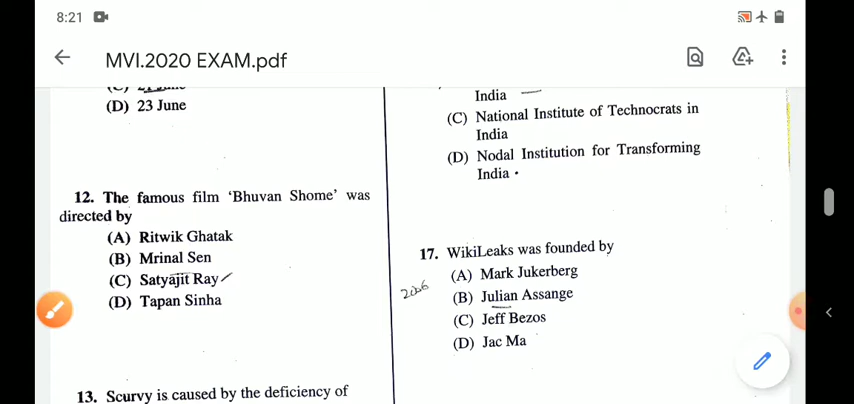 8:21
MVI.2020 EXAM.pdf
(D) 23 June
12. The famous film ‘Bhuvan Shome’ was
directed by
(A) Ritwik Ghatak
(B) Mrinal Sen
(C) Satyajit Ray
(D) Tapan Sinha
13. Scurvy is caused by the deficiency of
India
(C) National Institute of Technocrats in
India
(D) Nodal Institution for Transforming
India
17. WikiLeaks was founded by
(A) Mark Jukerberg
2006
(B) Julian Assange
(C) Jeff Bezos
(D) Jac Ma